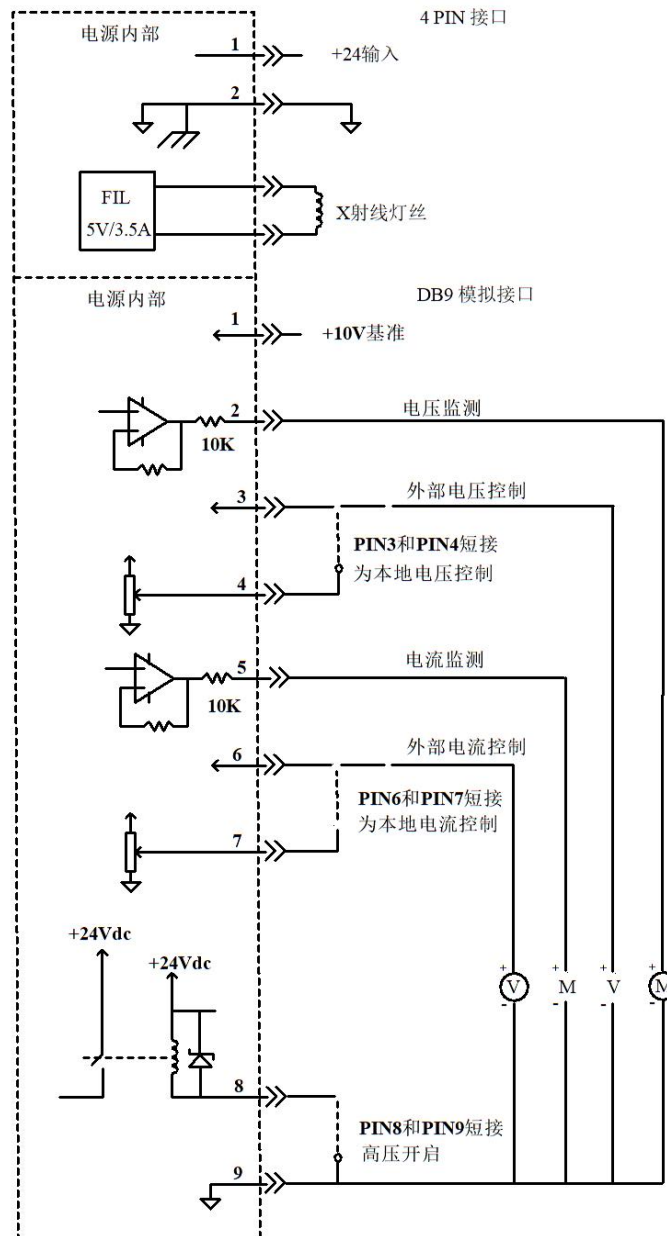 4 PIN 接口
电源内部
1
+24输入
2
FIL
5V/3.5A
X射线灯丝
电源内部
DB9 模拟接口
1
+10V基准
2
电压监测
10K
3
外部电压控制
PIN3和PIN4短接
为本地电压控制
4
5
电流监测
10K
6
外部电流控制
PIN6和PIN7短接
为本地电流控制
7
+24Vdc
+24Vdc
+ + + +
V M V M
- - - -
8
PIN8和PIN9短接
高压开启
9